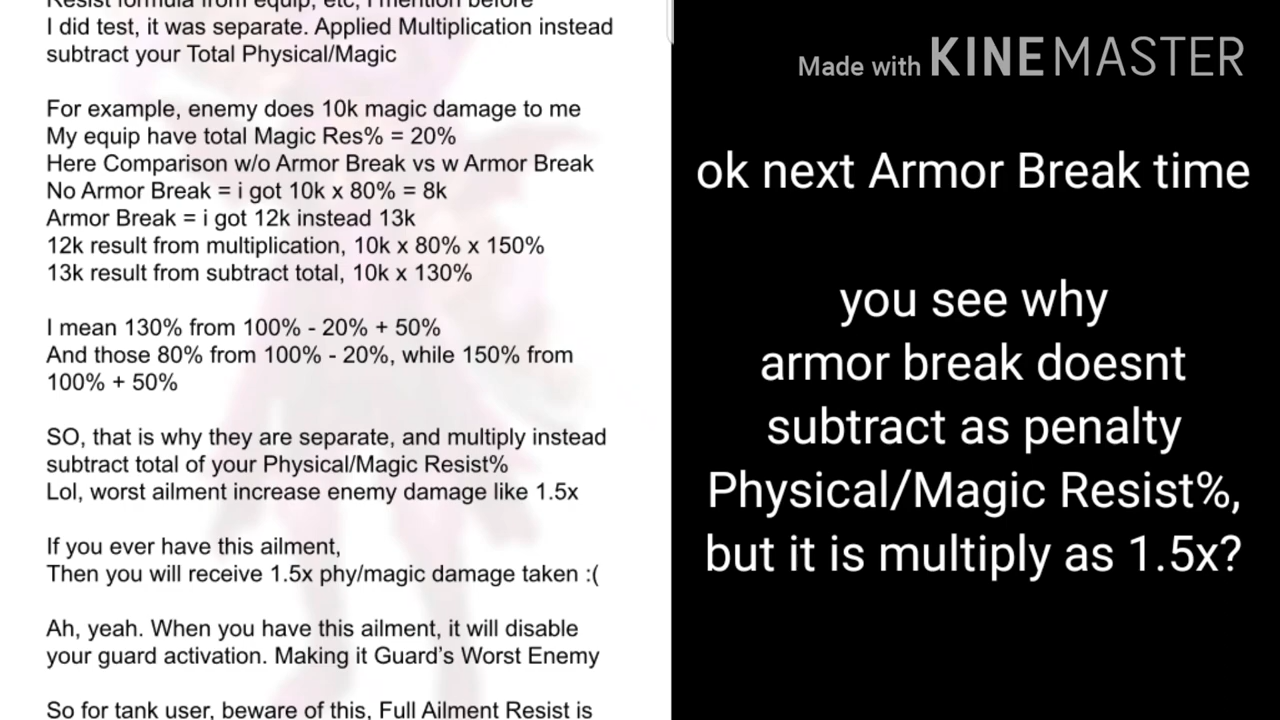 Resist formula from equip, etc, I mention before
I did test, it was separate. Applied Multiplication instead
subtract your Total Physical/Magic
For example, enemy does 10k magic damage to me
My equip have total Magic Res% = 20%
Here Comparison w/o Armor Break vs w Armor Break
No Armor Break = i got 10k x 80% = 8k
Armor Break = i got 12k instead 13k
12k result from multiplication, 10k x 80% x 150%
13k result from subtract total, 10k x 130%
I mean 130% from 100% - 20% + 50%
And those 80% from 100% - 20%, while 150% from
100% + 50%
SO, that is why they are separate, and multiply instead
subtract total of your Physical/Magic Resist%
Lol, worst ailment increase enemy damage like 1.5x
If you ever have this ailment,
Then you will receive 1.5x phy/magic damage taken :(
Ah, yeah. When you have this ailment, it will disable
your guard activation. Making it Guard's Worst Enemy
So for tank user, beware of this, Full Ailment Resist is
Made with KINEMASTER
ok next Armor Break time
you see why
armor break doesnt
subtract as penalty
Physical/Magic Resist%,
but it is multiply as 1.5x?